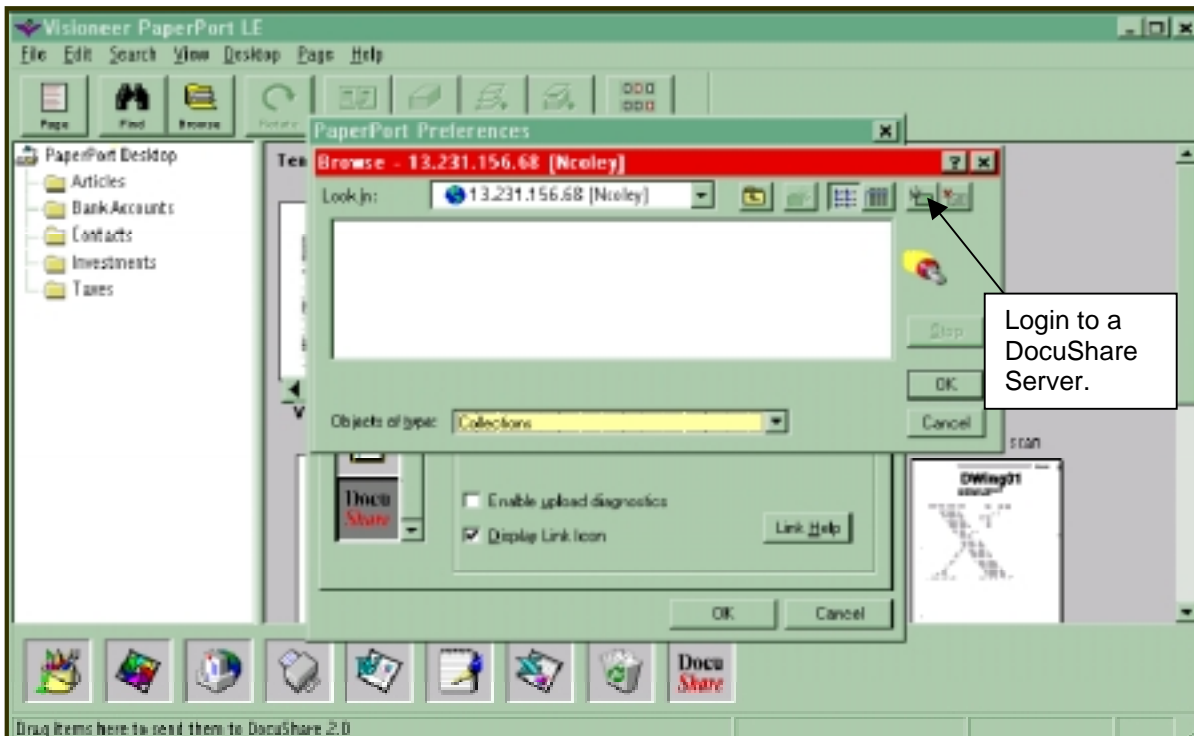 Visioneer PaperPort LE
File Edit Search View Desktop Page Help
Page Find Browse Rotate
PaperPort Preferences
PaperPort Desktop
Articles
Bank Accounts
Contacts
Investments
Taxes
Browse - 13.231.156.68 [Ncoley]
Look in: 13.231.156.68 [Ncoley]
Login to a
DocuShare
Server.
Stop
OK
Cancel
Objects of type: Collections
scan
DWing01
X
Docu
Share
Enable upload diagnostics
Display Link Icon
Link Help
OK Cancel
Docu
Share
Drag items here to send them to DocuShare 2.0